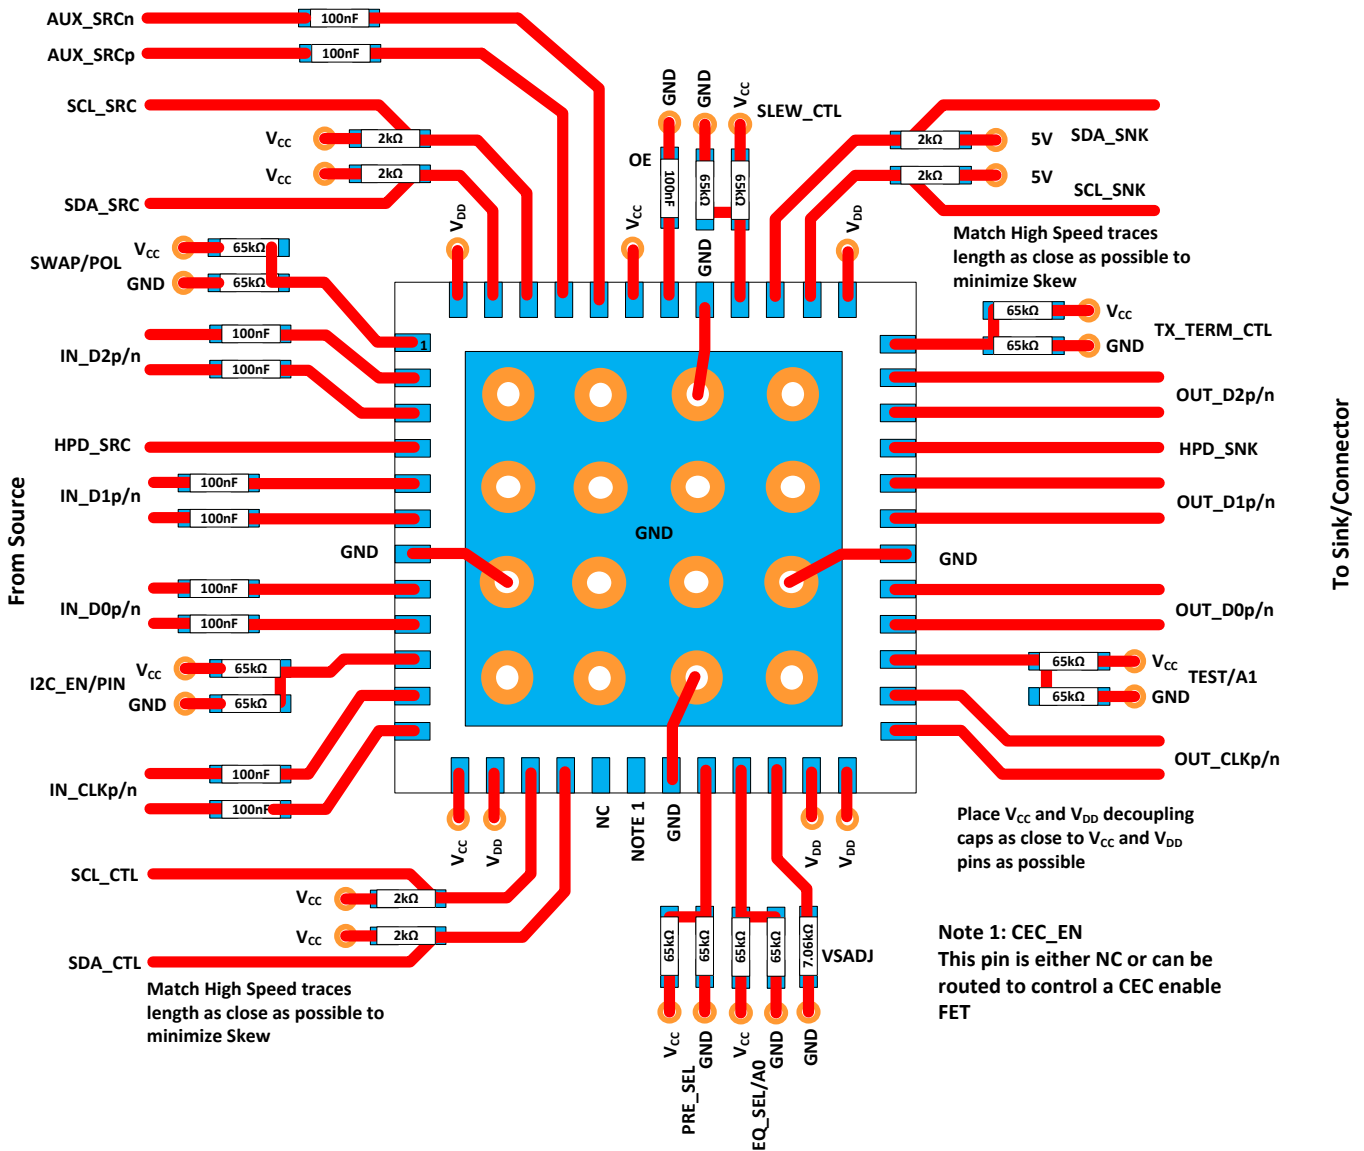 AUX_SRCn
100nF
AUX_SRCp
100nF
SCL_SRC
VCC
2kΩ
VCC
2kΩ
SDA_SRC
VCC
65kΩ
SWAP/POL
GND
65kΩ
IN_D2p/n
100nF
100nF
HPD_SRC
IN_D1p/n
100nF
100nF
GND
IN_D0p/n
100nF
100nF
VCC
65kΩ
I2C_EN/PIN
GND
65kΩ
IN_CLKp/n
100nF
100nF
SCL_CTL
VCC
2kΩ
VCC
2kΩ
SDA_CTL
Match High Speed traces
length as close as possible to
minimize Skew
From Source
VDD
VCC
GND
GND
VCC
SLEW_CTL
OE
100nF
65kΩ
65kΩ
GND
VDD
1
GND
2kΩ
5V
SDA_SNK
2kΩ
5V
SCL_SNK
Match High Speed traces
length as close as possible to
minimize Skew
65kΩ
VCC
TX_TERM_CTL
65kΩ
GND
OUT_D2p/n
HPD_SNK
OUT_D1p/n
GND
OUT_D0p/n
65kΩ
VCC
TEST/A1
65kΩ
GND
OUT_CLKp/n
To Sink/Connector
Place VCC and VDD decoupling
caps as close to VCC and VDD
pins as possible
VCC
VDD
NC
NOTE 1
GND
VDD
VDD
65kΩ
65kΩ
65kΩ
65kΩ
7.06kΩ
VSADJ
VCC
GND
VCC
GND
GND
PRE_SEL
EQ_SEL/A0
Note 1: CEC_EN
This pin is either NC or can be
routed to control a CEC enable
FET